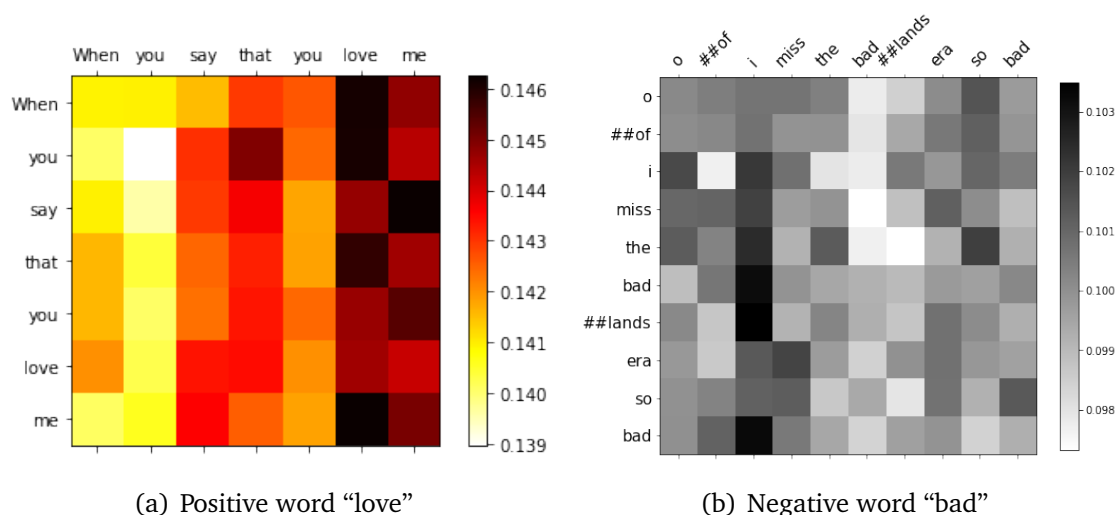 When you say that you love me
When
you
say
that
you
love
me
0.146
0.145
0.144
0.143
0.142
0.141
0.140
0.139
(a) Positive word “love”
o ##of i miss the bad ##lands era so bad
o
##of
i
miss
the
bad
##lands
era
so
bad
0.103
0.102
0.101
0.100
0.099
0.098
(b) Negative word “bad”